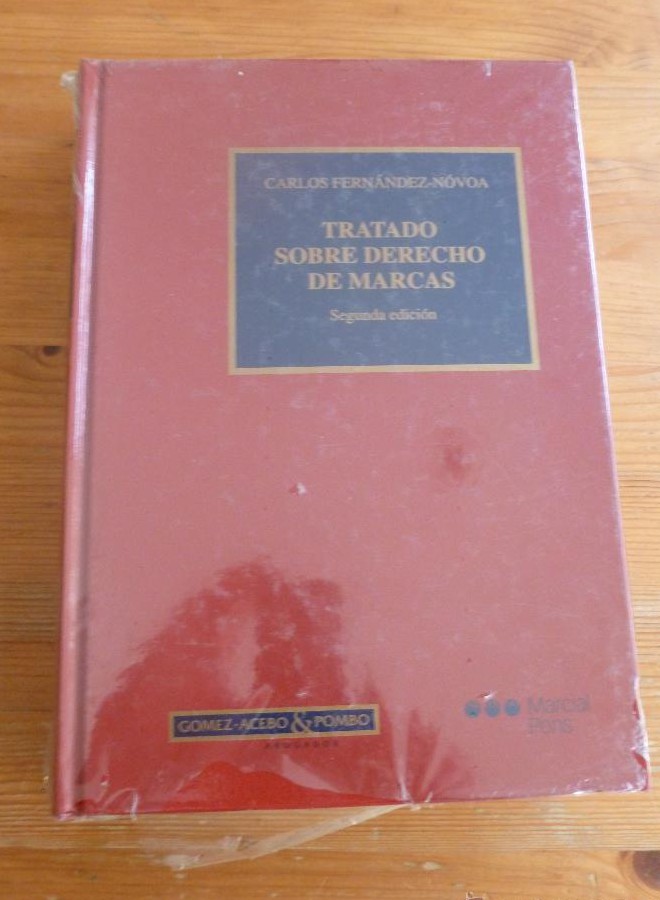 CARLOS FERNÁNDEZ-NÓVOA
TRATADO
SOBRE DERECHO
DE MARCAS
Segunda edición
GOMEZ-ACEBO & POMBO
ABOGADOS
Marcial
Pons